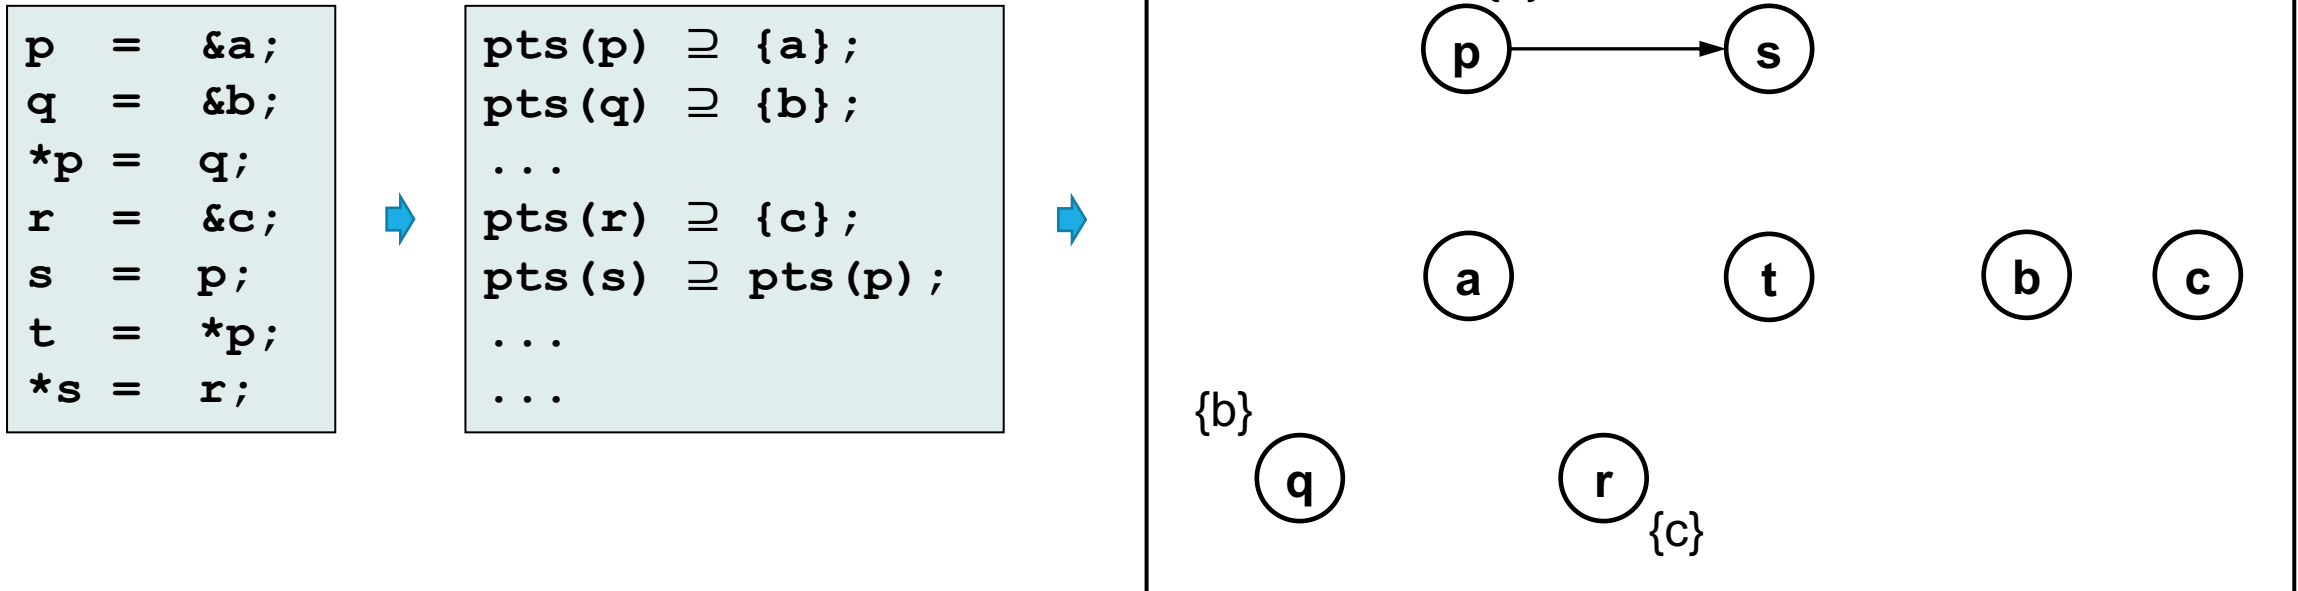 p = &a;
q = &b;
*p = q;
r = &c;
s = p;
t = *p;
*s = r;
pts(p) ⊇ {a};
pts(q) ⊇ {b};
...
pts(r) ⊇ {c};
pts(s) ⊇ pts(p);
...
...
p s
a t b c
{b}
q r
{c}